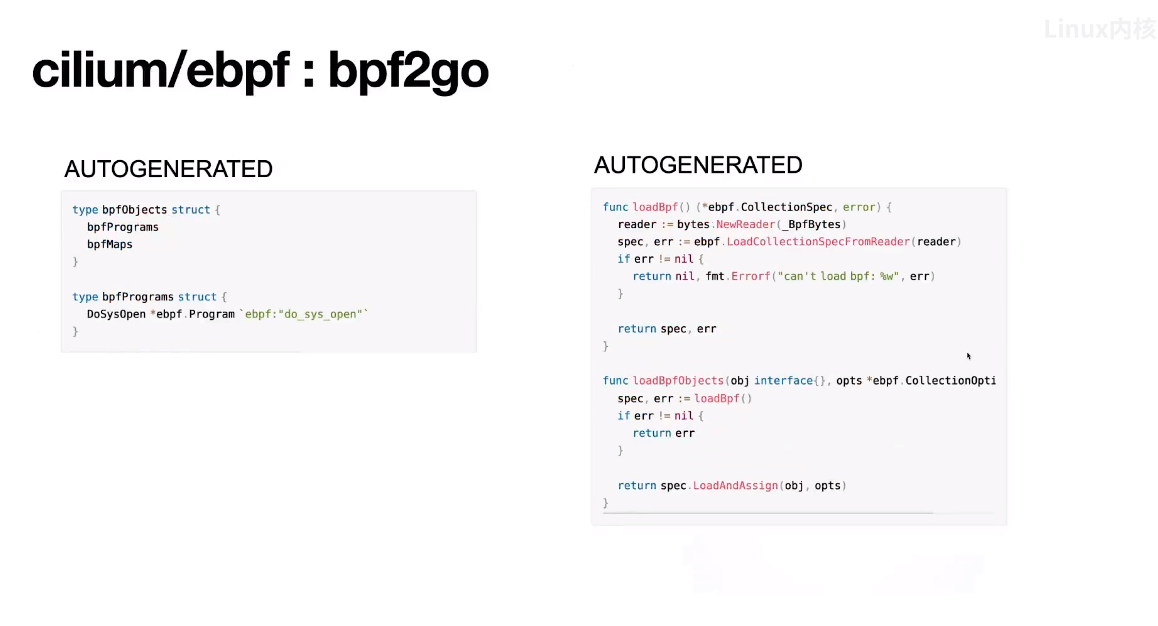 Linux内核
cilium/ebpf : bpf2go
AUTOGENERATED
type bpfObjects struct {
bpfPrograms
bpfMaps
}
type bpfPrograms struct {
DoSysOpen *ebpf.Program `ebpf:"do_sys_open"`
}
AUTOGENERATED
func loadBpf() (*ebpf.CollectionSpec, error) {
reader := bytes.NewReader(_BpfBytes)
spec, err := ebpf.LoadCollectionSpecFromReader(reader)
if err != nil {
return nil, fmt.Errorf("can't load bpf: %w", err)
}
return spec, err
}
func loadBpfObjects(obj interface{}, opts *ebpf.CollectionOpti
spec, err := loadBpf()
if err != nil {
return err
}
return spec.LoadAndAssign(obj, opts)
}